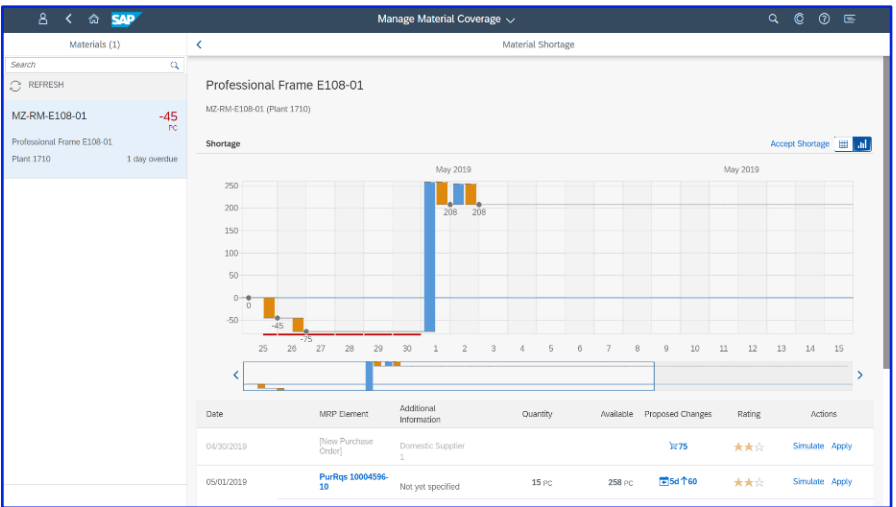 SAP
Manage Material Coverage
Materials (1)
Material Shortage
Search
REFRESH
MZ-RM-E108-01
-45
PC
Professional Frame E108-01
Plant 1710
1 day overdue
Professional Frame E108-01
MZ-RM-E108-01 (Plant 1710)
Shortage
Accept Shortage
May 2019
May 2019
250
200
150
100
50
0
-50
0
-45
-75
208
208
25 26 27 28 29 30 1 2 3 4 5 6 7 8 9 10 11 12 13 14 15
Date MRP Element Additional Information Quantity Available Proposed Changes Rating Actions
04/30/2019 [New Purchase Order] Domestic Supplier 1 75 Simulate Apply
05/01/2019 PurRqs 10004596-10 Not yet specified 15 PC 258 PC 5d 60 Simulate Apply